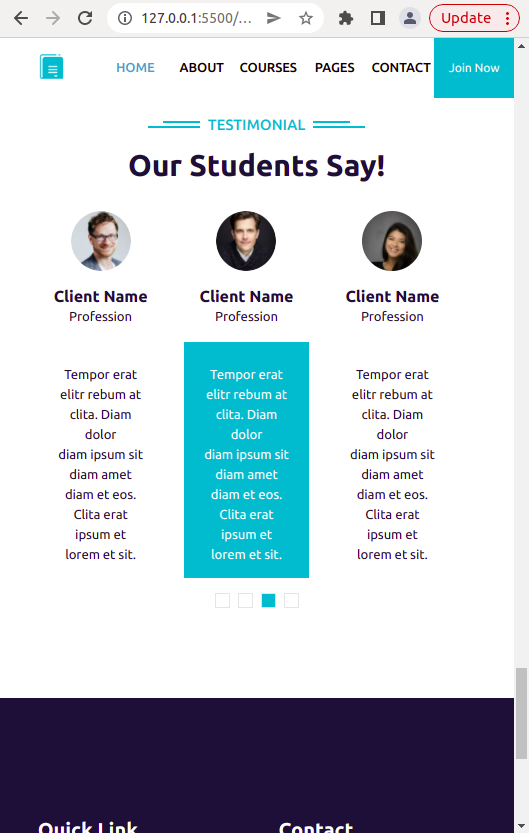 127.0.0.1:5500/...
Update
HOME ABOUT COURSES PAGES CONTACT Join Now
TESTIMONIAL
Our Students Say!
Client Name
Profession
Tempor erat
elitr rebum at
clita. Diam
dolor
diam ipsum sit
diam amet
diam et eos.
Clita erat
ipsum et
lorem et sit.
Client Name
Profession
Tempor erat
elitr rebum at
clita. Diam
dolor
diam ipsum sit
diam amet
diam et eos.
Clita erat
ipsum et
lorem et sit.
Client Name
Profession
Tempor erat
elitr rebum at
clita. Diam
dolor
diam ipsum sit
diam amet
diam et eos.
Clita erat
ipsum et
lorem et sit.
Quick Link
Contact